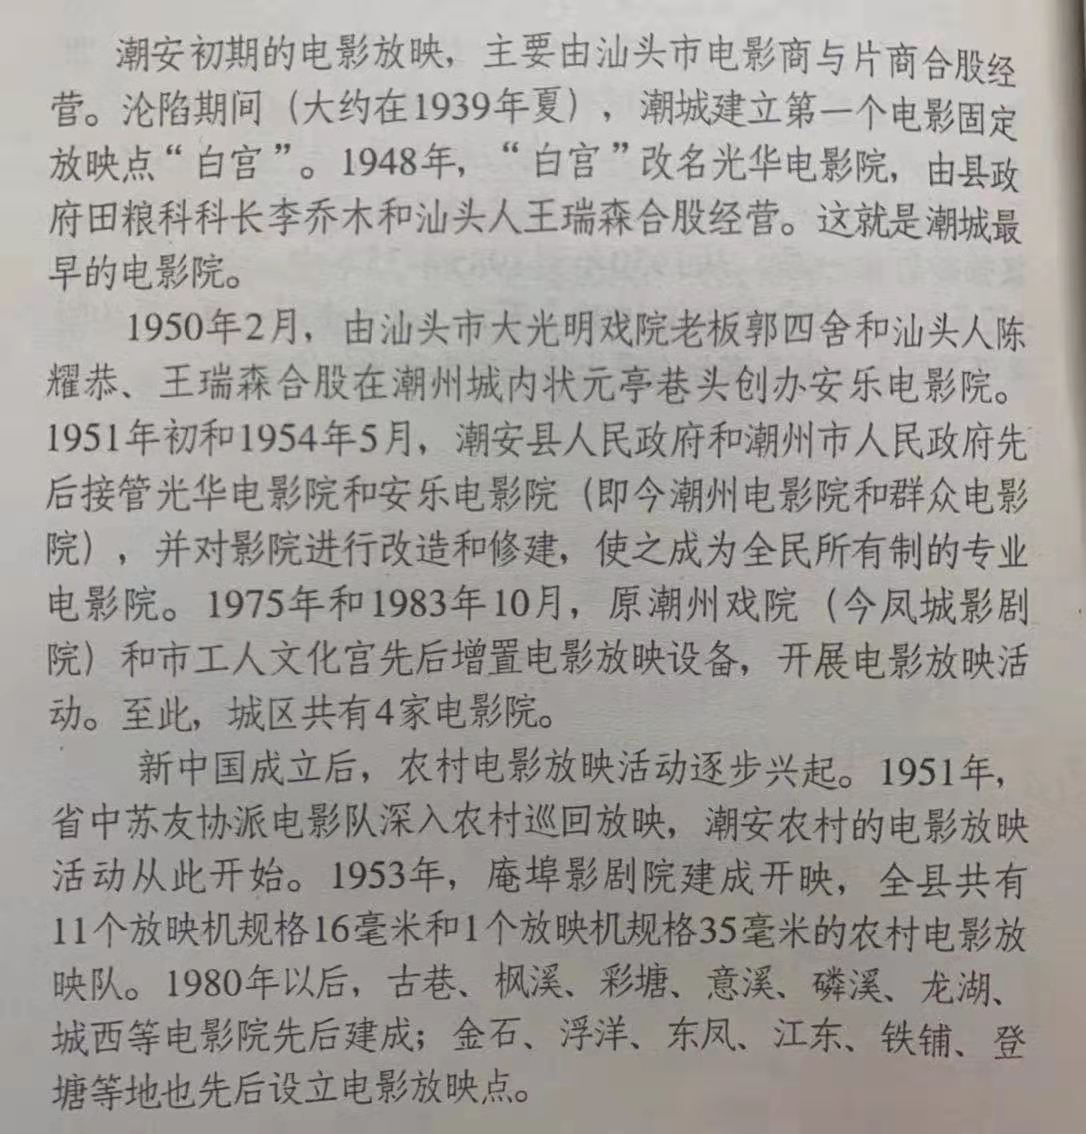 潮安初期的电影放映，主要由汕头市电影商与片商合股经
营。沦陷期间（大约在1939年夏），潮城建立第一个电影固定
放映点“白宫”。1948年，“白宫”改名光华电影院，由县政
府田粮科科长李乔木和汕头人王瑞森合股经营。这就是潮城最
早的电影院。
1950年2月，由汕头市大光明戏院老板郭四舍和汕头人陈
耀恭、王瑞森合股在潮州城内状元亭巷头创办安乐电影院。
1951年初和1954年5月，潮安县人民政府和潮州市人民政府先
后接管光华电影院和安乐电影院（即今潮州电影院和群众电影
院），并对影院进行改造和修建，使之成为全民所有制的专业
电影院。1975年和1983年10月，原潮州戏院（今凤城影剧
院）和市工人文化宫先后增置电影放映设备，开展电影放映活
动。至此，城区共有4家电影院。
新中国成立后，农村电影放映活动逐步兴起。1951年，
省中苏友协派电影队深入农村巡回放映，潮安农村的电影放映
活动从此开始。1953年，庵埠影剧院建成开映，全县共有
11个放映机规格16毫米和1个放映机规格35毫米的农村电影放
映队。1980年以后，古巷、枫溪、彩塘、意溪、磷溪、龙湖、
城西等电影院先后建成；金石、浮洋、东凤、江东、铁铺、登
塘等地也先后设立电影放映点。